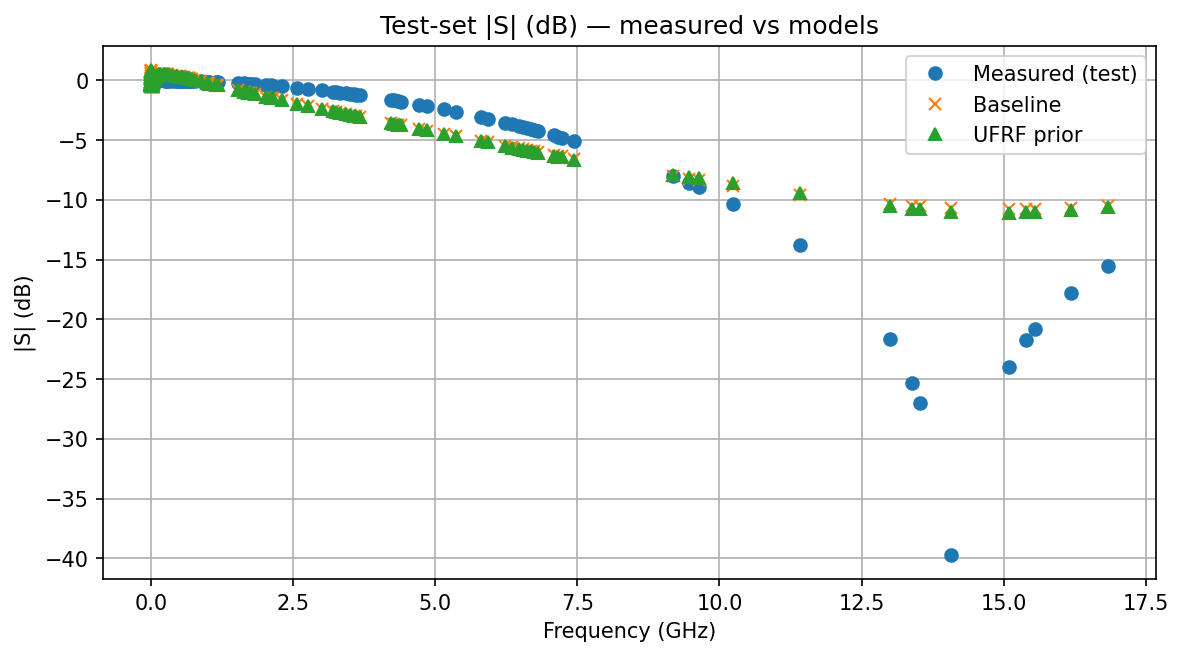 Test-set |S| (dB) — measured vs models
Measured (test)
Baseline
UFRF prior
0
−5
−10
−15
−20
−25
−30
−35
−40
|S| (dB)
0.0 2.5 5.0 7.5 10.0 12.5 15.0 17.5
Frequency (GHz)